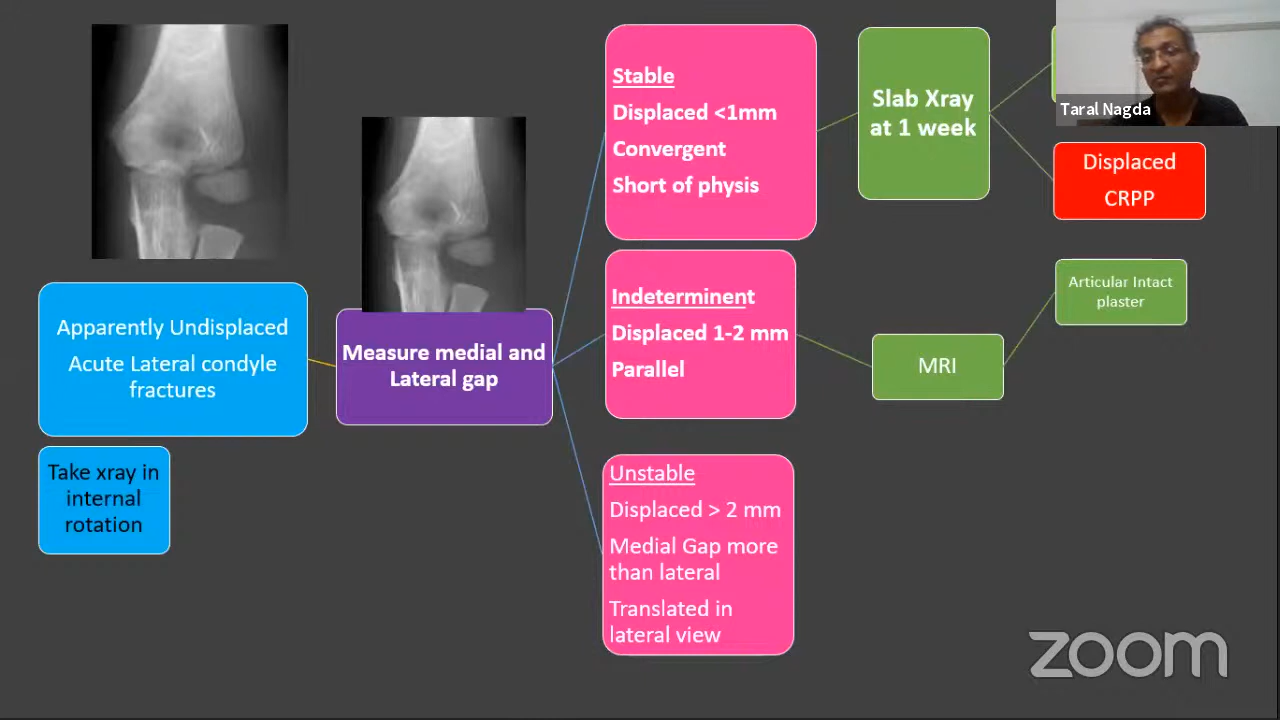 Apparently Undisplaced
Acute Lateral condyle
fractures
Take xray in
internal
rotation
Measure medial and
Lateral gap
Stable
Displaced <1mm
Convergent
Short of physis
Indeterminent
Displaced 1-2 mm
Parallel
Unstable
Displaced > 2 mm
Medial Gap more
than lateral
Translated in
lateral view
Slab Xray
at 1 week
MRI
Displaced
CRPP
Articular Intact
plaster
Taral Nagda
zoom